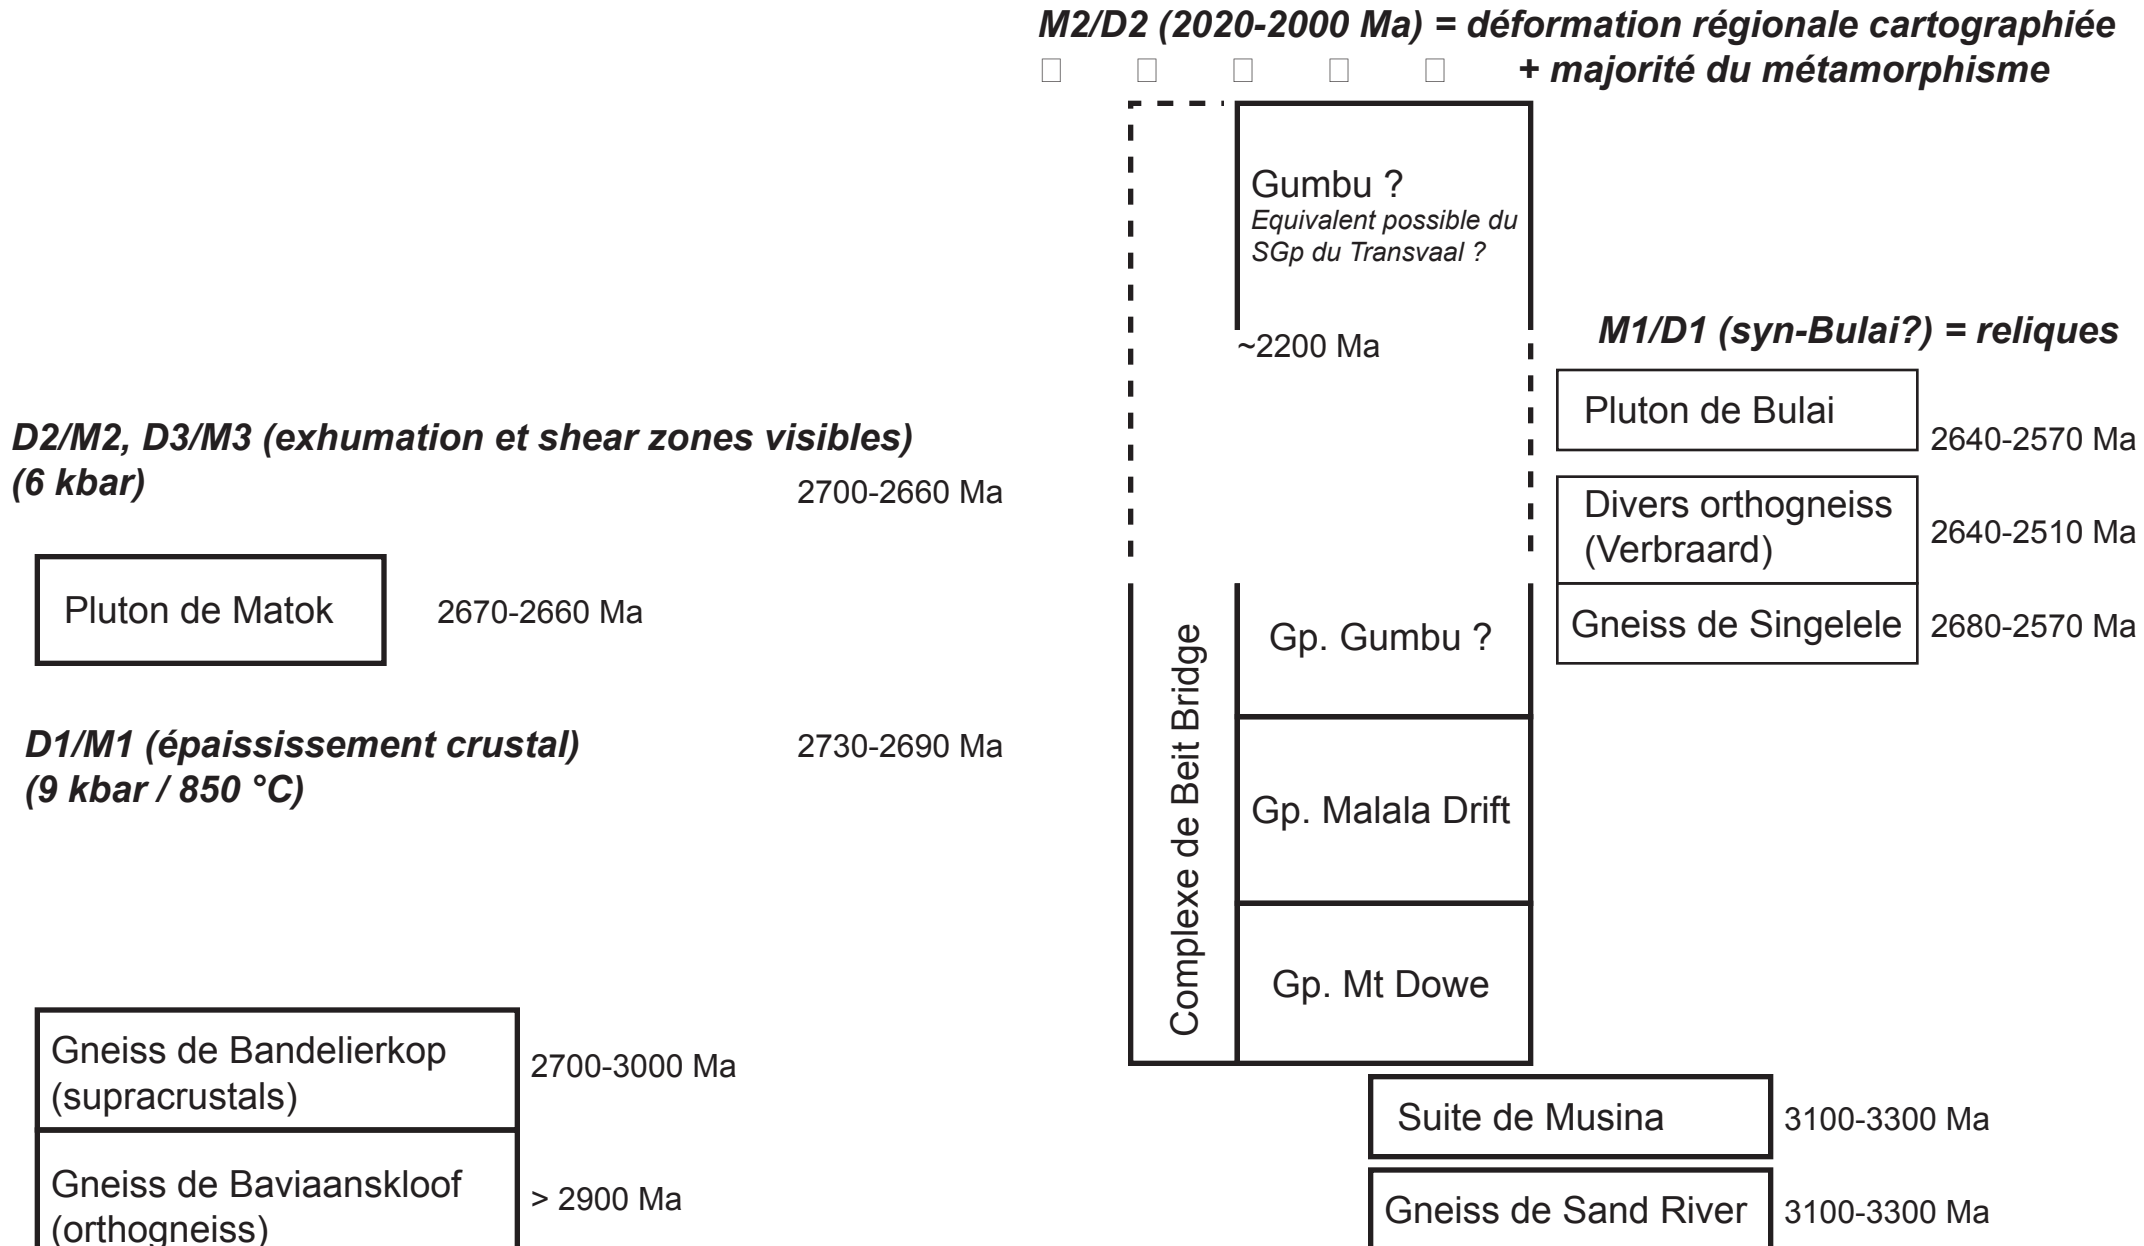 M2/D2 (2020-2000 Ma) = déformation régionale cartographiée
+ majorité du métamorphisme
Gumbu ?
Equivalent possible du
SGp du Transvaal ?
~2200 Ma
M1/D1 (syn-Bulai?) = reliques
Pluton de Bulai
2640-2570 Ma
Divers orthogneiss
(Verbraard)
2640-2510 Ma
Gneiss de Singelele
2680-2570 Ma
D2/M2, D3/M3 (exhumation et shear zones visibles)
(6 kbar)
2700-2660 Ma
Pluton de Matok
2670-2660 Ma
D1/M1 (épaississement crustal)
(9 kbar / 850 °C)
2730-2690 Ma
Complexe de Beit Bridge
Gp. Gumbu ?
Gp. Malala Drift
Gp. Mt Dowe
Gneiss de Bandelierkop
(supracrustals)
2700-3000 Ma
Gneiss de Baviaanskloof
(orthogneiss)
> 2900 Ma
Suite de Musina
3100-3300 Ma
Gneiss de Sand River
3100-3300 Ma